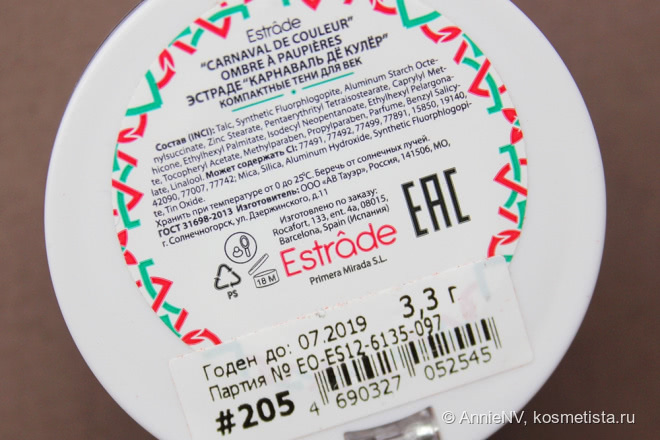 Estrâde
"CARNAVAL DE COULEUR"
OMBRE À PAUPIÈRES
ЭСТРАДЕ "КАРНАВАЛЬ ДЁ КУЛЁР"
КОМПАКТНЫЕ ТЕНИ ДЛЯ ВЕК
Состав (INCI): Talc, Synthetic Fluorphlogopite, Aluminum Starch Octe-
nylsuccinate, Zinc Stearate, Pentaerythrityl Tetraisostearate, Caprylyl Met-
hicone, Ethylhexyl Palmitate, Isodecyl Neopentanoate, Ethylhexyl Pelargona-
te, Tocopheryl Acetate, Methylparaben, Propylparaben, Parfume, Benzyl Salicy-
late, Linalool. Может содержать CI: 77491, 77492, 77499, 77891, 15850, 19140,
42090, 77007, 77742; Mica, Silica, Aluminum Hydroxide, Synthetic Fluorphlogopi-
te, Tin Oxide.
Хранить при температуре от 0 до 25°C. Беречь от солнечных лучей.
ГОСТ 31698-2013 Изготовитель: ООО «АВ Тауэр», Россия, 141506, МО,
г. Солнечногорск, ул. Дзержинского, д.11
Изготовлено по заказу:
Rocafort, 133, ent. 4a, 08015,
Barcelona, Spain (Испания)
EAC
PS
18 M
Estrâde
Primera Mirada S.L.
Годен до: 07.2019 3,3 г
Партия № EO-ES12-6135-097
#205
4 690327 052545
© AnnieNV, kosmetista.ru